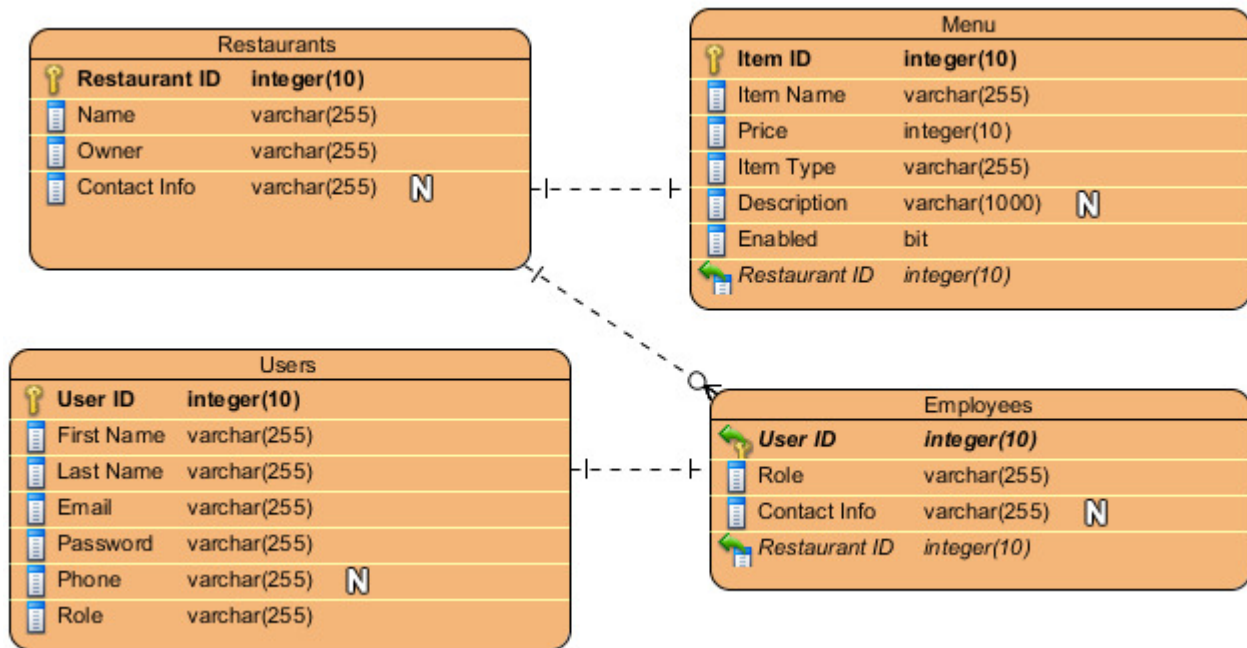 Restaurants
Restaurant ID integer(10)
Name varchar(255)
Owner varchar(255)
Contact Info varchar(255) N
Menu
Item ID integer(10)
Item Name varchar(255)
Price integer(10)
Item Type varchar(255)
Description varchar(1000) N
Enabled bit
Restaurant ID integer(10)
Users
User ID integer(10)
First Name varchar(255)
Last Name varchar(255)
Email varchar(255)
Password varchar(255)
Phone varchar(255) N
Role varchar(255)
Employees
User ID integer(10)
Role varchar(255)
Contact Info varchar(255) N
Restaurant ID integer(10)